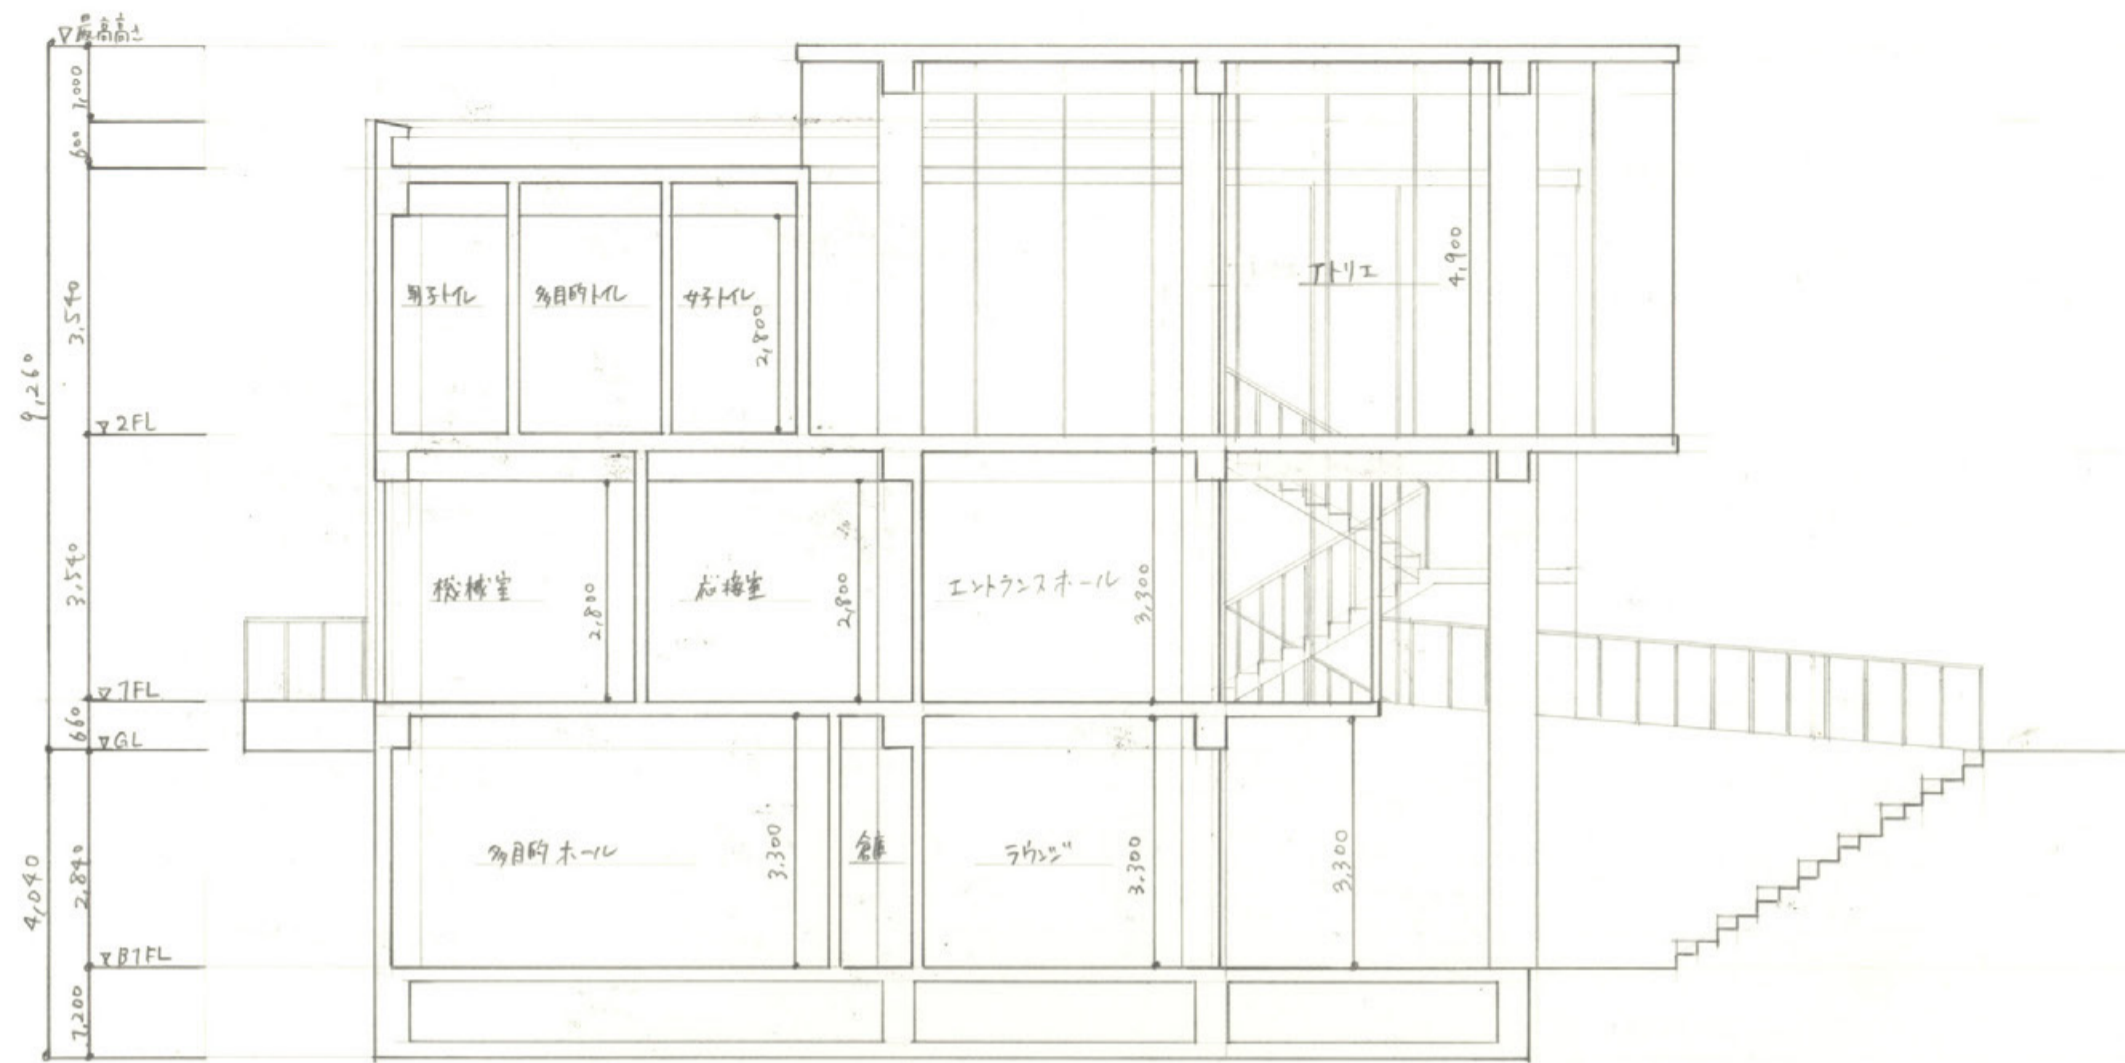 ▽最高高さ
1,000
600
3,540
9,260
▽2FL
3,540
▽1FL
660
▽GL
2,840
4,040
▽B1FL
1,200
男子トイレ
多目的トイレ
女子トイレ
2,800
アトリエ
4,900
機械室
2,800
応接室
2,800
エントランスホール
3,300
多目的ホール
3,300
倉庫
ラウンジ
3,300
3,300